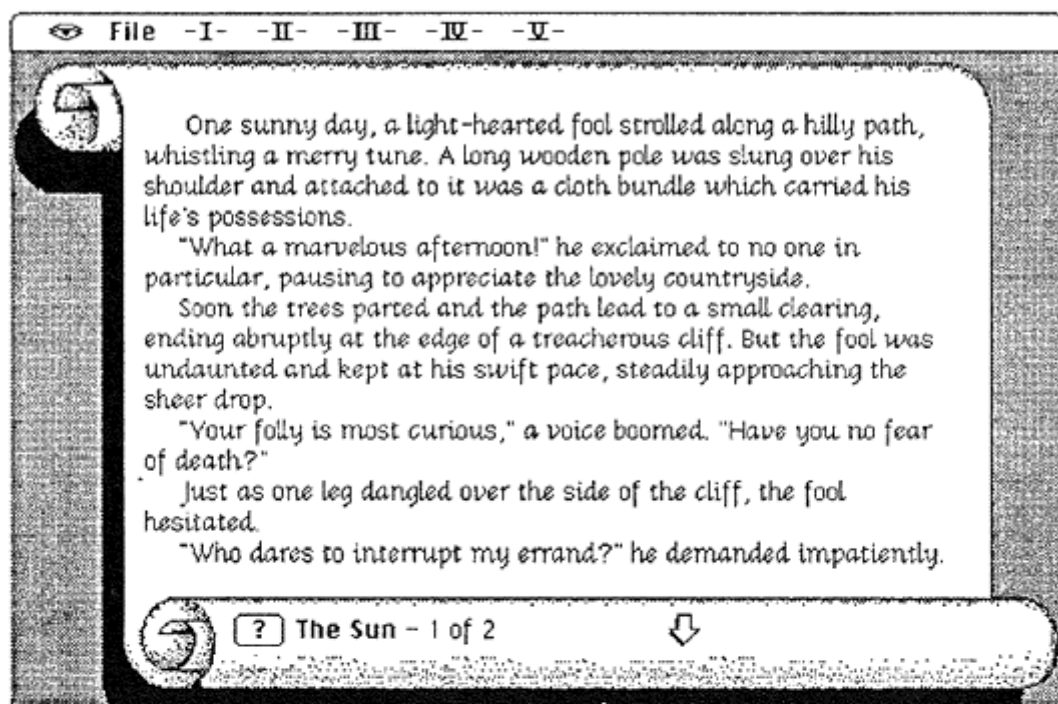 File -I- -II- -III- -IV- -V-
One sunny day, a light-hearted fool strolled along a hilly path,
whistling a merry tune. A long wooden pole was slung over his
shoulder and attached to it was a cloth bundle which carried his
life's possessions.
"What a marvelous afternoon!" he exclaimed to no one in
particular, pausing to appreciate the lovely countryside.
Soon the trees parted and the path lead to a small clearing,
ending abruptly at the edge of a treacherous cliff. But the fool was
undaunted and kept at his swift pace, steadily approaching the
sheer drop.
"Your folly is most curious," a voice boomed. "Have you no fear
of death?"
Just as one leg dangled over the side of the cliff, the fool
hesitated.
"Who dares to interrupt my errand?" he demanded impatiently.
? The Sun - 1 of 2